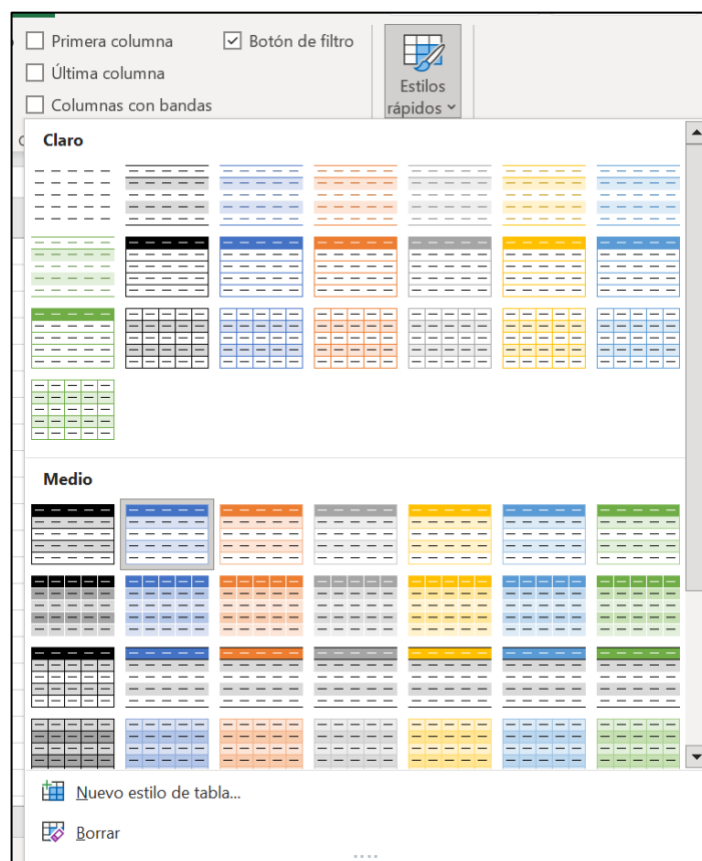 Primera columna
Botón de filtro
Última columna
Columnas con bandas
Estilos
rápidos
Claro
Medio
Nuevo estilo de tabla...
Borrar